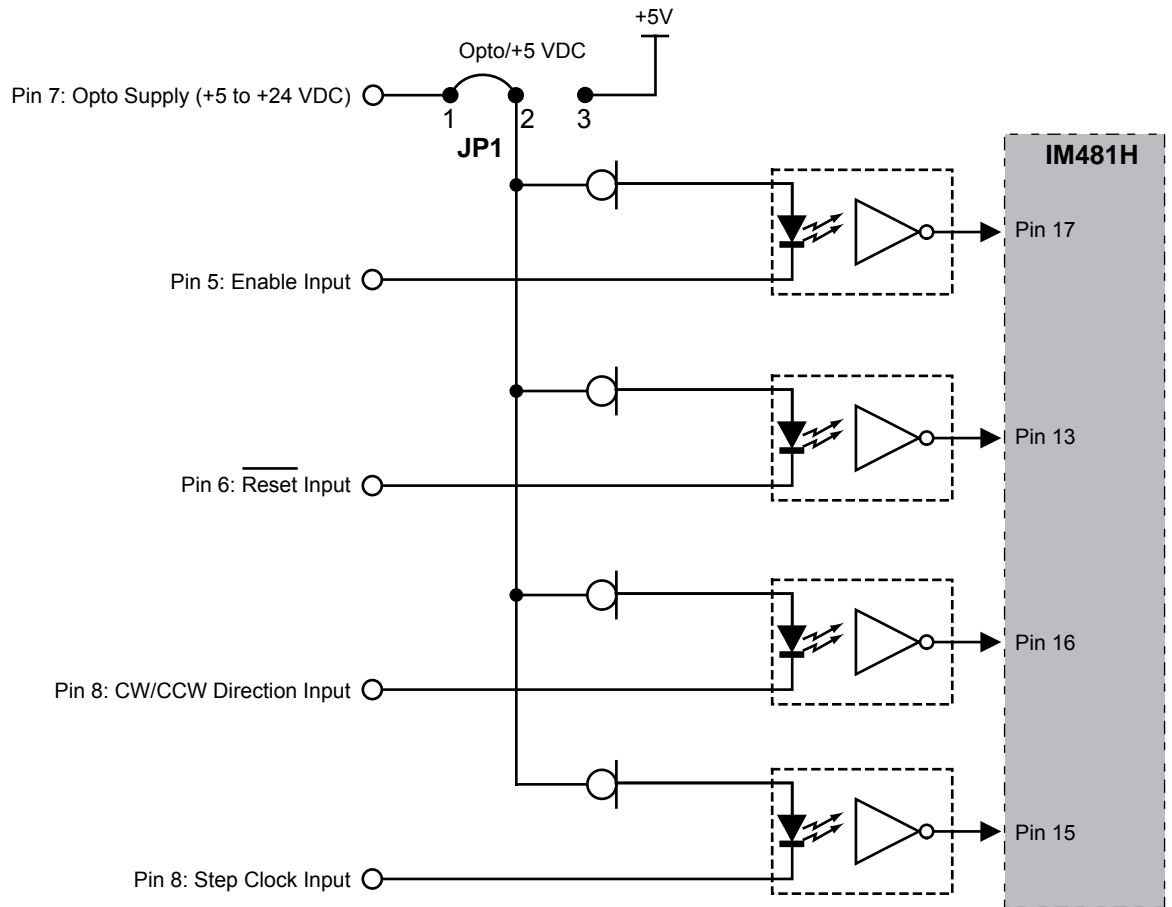 +5V
Opto/+5 VDC
Pin 7: Opto Supply (+5 to +24 VDC)
1
2
3
JP1
IM481H
Pin 17
Pin 5: Enable Input
Pin 13
Pin 6: Reset Input
Pin 16
Pin 8: CW/CCW Direction Input
Pin 15
Pin 8: Step Clock Input